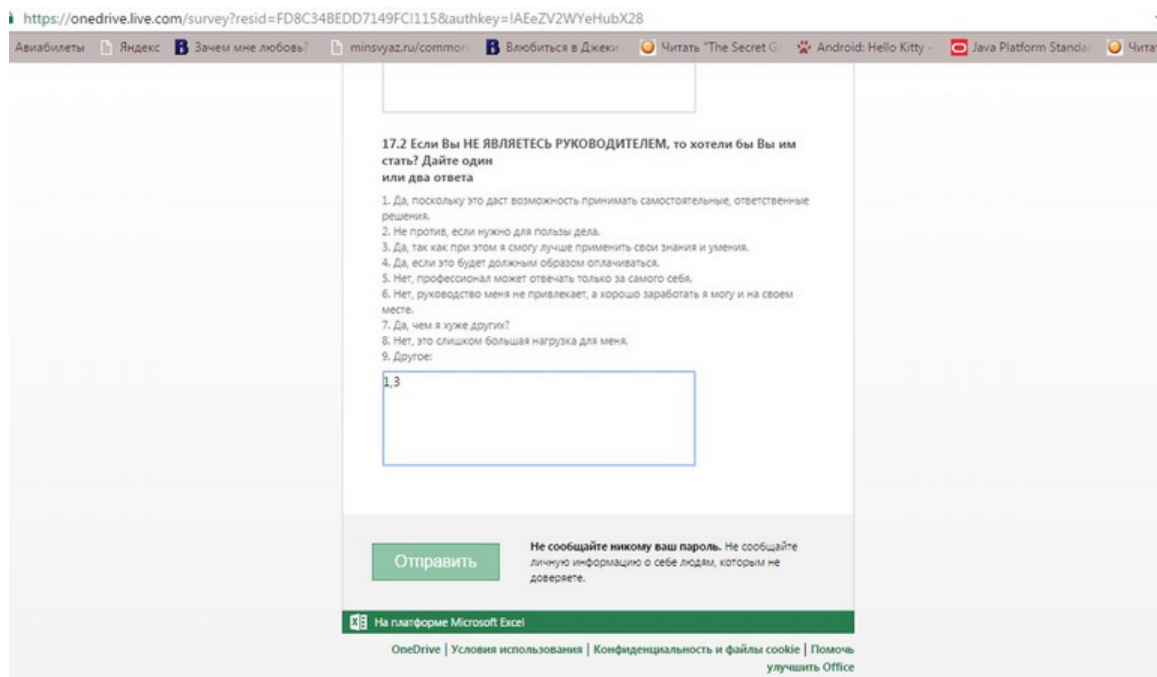 https://onedrive.live.com/survey?resid=FD8C34BEDD7149FC!115&authkey=!AEeZV2WYeHubX28
Авиабилеты Яндекс Зачем мне любовь? minsvyaz.ru/common Влюбиться в Джеки Читать "The Secret G Android: Hello Kitty - Java Platform Standar Чита
17.2 Если Вы НЕ ЯВЛЯЕТЕСЬ РУКОВОДИТЕЛЕМ, то хотели бы Вы им
стать? Дайте один
или два ответа
1. Да, поскольку это даст возможность принимать самостоятельные, ответственные
решения.
2. Не против, если нужно для пользы дела.
3. Да, так как при этом я смогу лучше применить свои знания и умения.
4. Да, если это будет должным образом оплачиваться.
5. Нет, профессионал может отвечать только за самого себя.
6. Нет, руководство меня не привлекает, а хорошо заработать я могу и на своем
месте.
7. Да, чем я хуже других?
8. Нет, это слишком большая нагрузка для меня.
9. Другое:
1,3
Отправить
Не сообщайте никому ваш пароль. Не сообщайте
личную информацию о себе людям, которым не
доверяете.
На платформе Microsoft Excel
OneDrive | Условия использования | Конфиденциальность и файлы cookie | Помочь
улучшить Office